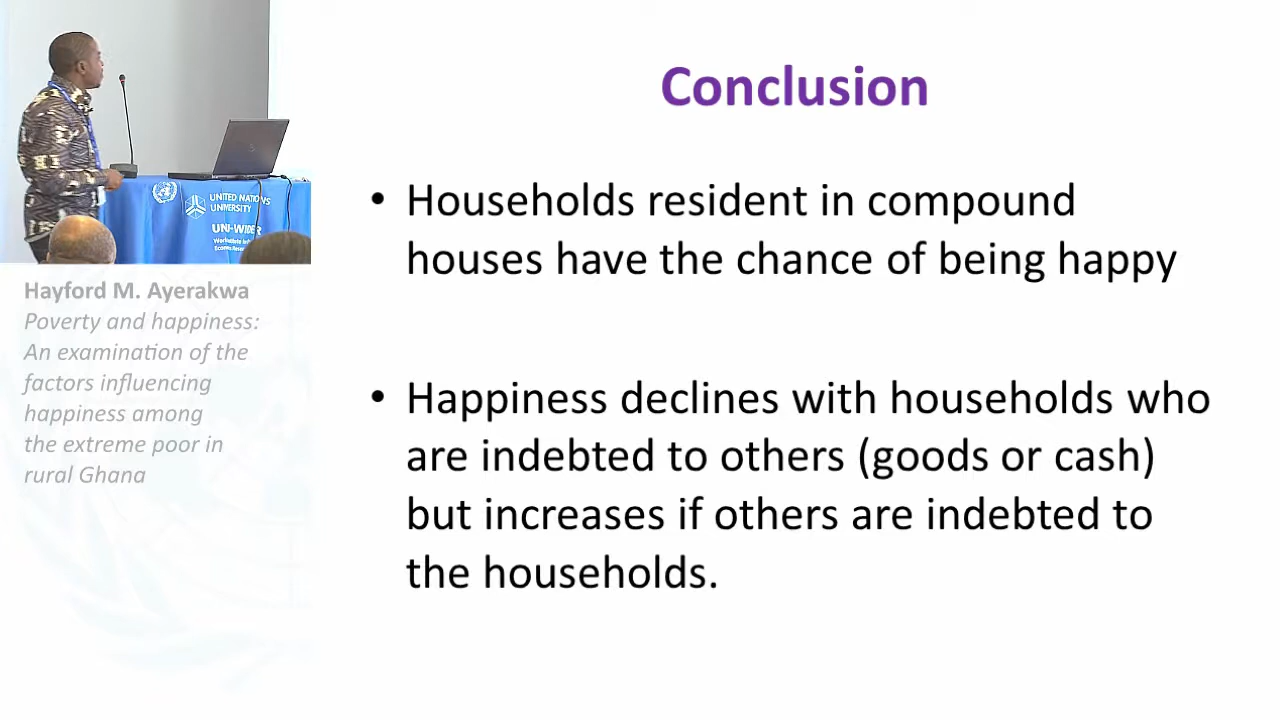 Conclusion
• Households resident in compound
houses have the chance of being happy
• Happiness declines with households who
are indebted to others (goods or cash)
but increases if others are indebted to
the households.
UNITED NATIONS
UNIVERSITY
UNU-WIDER
Hayford M. Ayerakwa
Poverty and happiness:
An examination of the
factors influencing
happiness among
the extreme poor in
rural Ghana